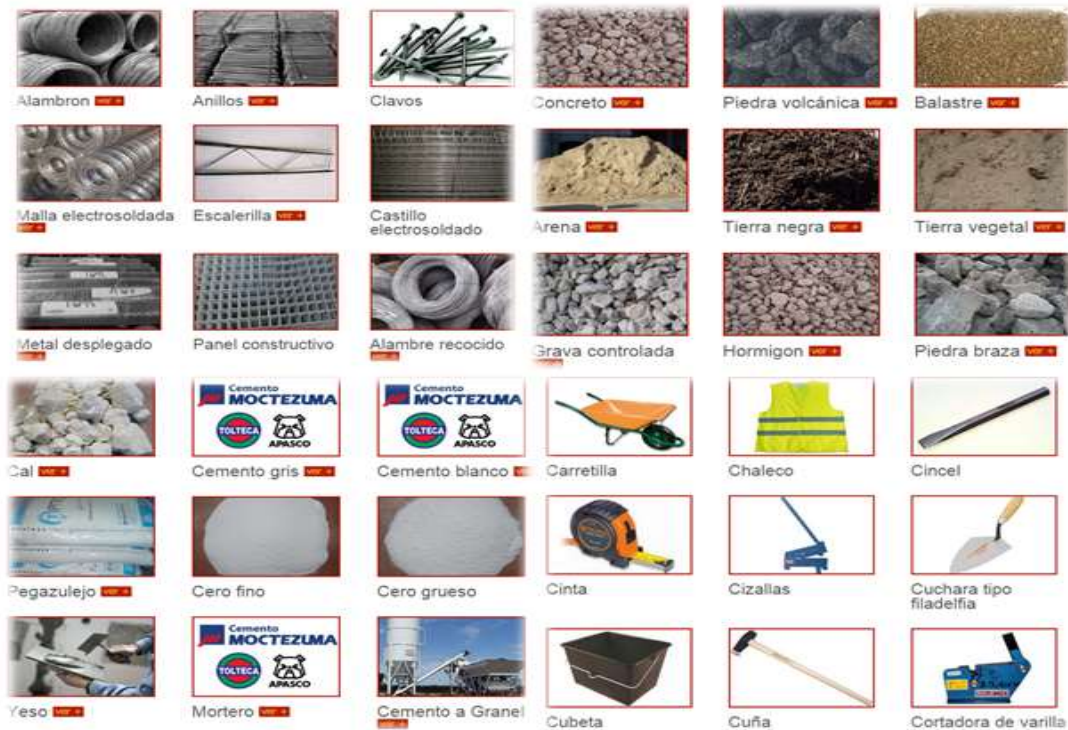 Alambron ver +
Anillos ver +
Clavos
Concreto ver +
Piedra volcánica ver +
Balastre ver +
Malla electrosoldada
ver +
Escalerilla ver +
Castillo
electrosoldado
Arena ver +
Tierra negra ver +
Tierra vegetal ver +
Metal desplegado
ver +
Panel constructivo
Alambre recocido
ver +
Grava controlada
Hormigon ver +
Piedra braza ver +
Cemento
MOCTEZUMA
TOLTECA
APASCO
Cemento
MOCTEZUMA
TOLTECA
APASCO
Cal ver +
Cemento gris ver +
Cemento blanco
Carretilla
Chaleco
Cincel
Pegazulejo ver +
Cero fino
Cero grueso
Cinta
Cizallas
Cuchara tipo
filadelfia
Cemento
MOCTEZUMA
TOLTECA
APASCO
Yeso ver +
Mortero ver +
Cemento a Granel
ver +
Cubeta
Cuña
Cortadora de varilla